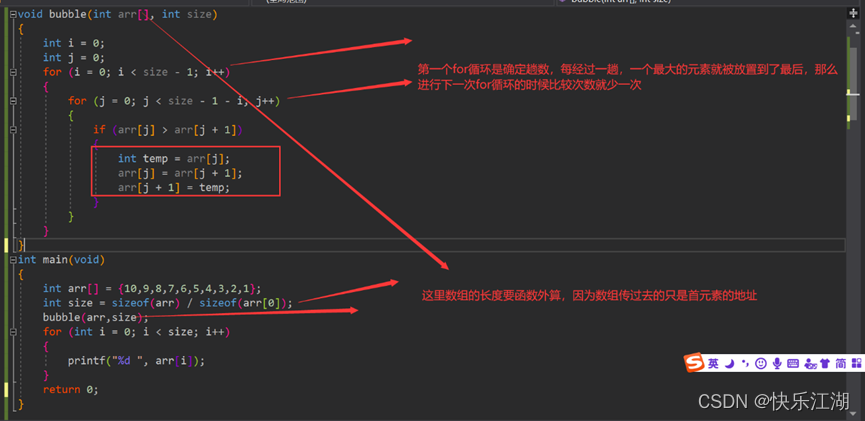 void bubble(int arr[], int size)
{
int i = 0;
int j = 0;
for (i = 0; i < size - 1; i++)
{
for (j = 0; j < size - 1 - i; j++)
{
if (arr[j] > arr[j + 1])
{
int temp = arr[j];
arr[j] = arr[j + 1];
arr[j + 1] = temp;
}
}
}
}
第一个for循环是确定趟数，每经过一趟，一个最大的元素就被放置到了最后，那么
进行下一次for循环的时候比较次数就少一次
int main(void)
{
int arr[] = {10,9,8,7,6,5,4,3,2,1};
int size = sizeof(arr) / sizeof(arr[0]);
bubble(arr,size);
for (int i = 0; i < size; i++)
{
printf("%d ", arr[i]);
}
return 0;
}
这里数组的长度要函数外算，因为数组传过去的只是首元素的地址
S 英 简
CSDN @快乐江湖